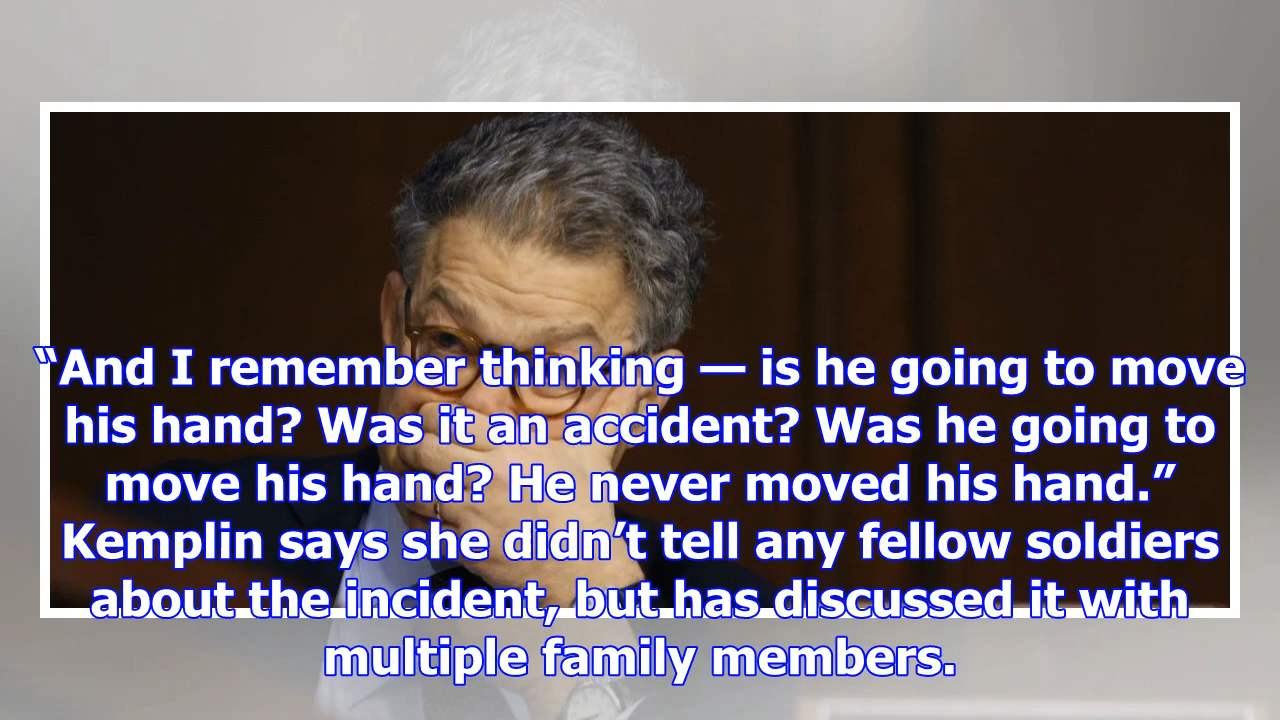 “And I remember thinking — is he going to move
his hand? Was it an accident? Was he going to
move his hand? He never moved his hand.”
Kemplin says she didn’t tell any fellow soldiers
about the incident, but has discussed it with
multiple family members.